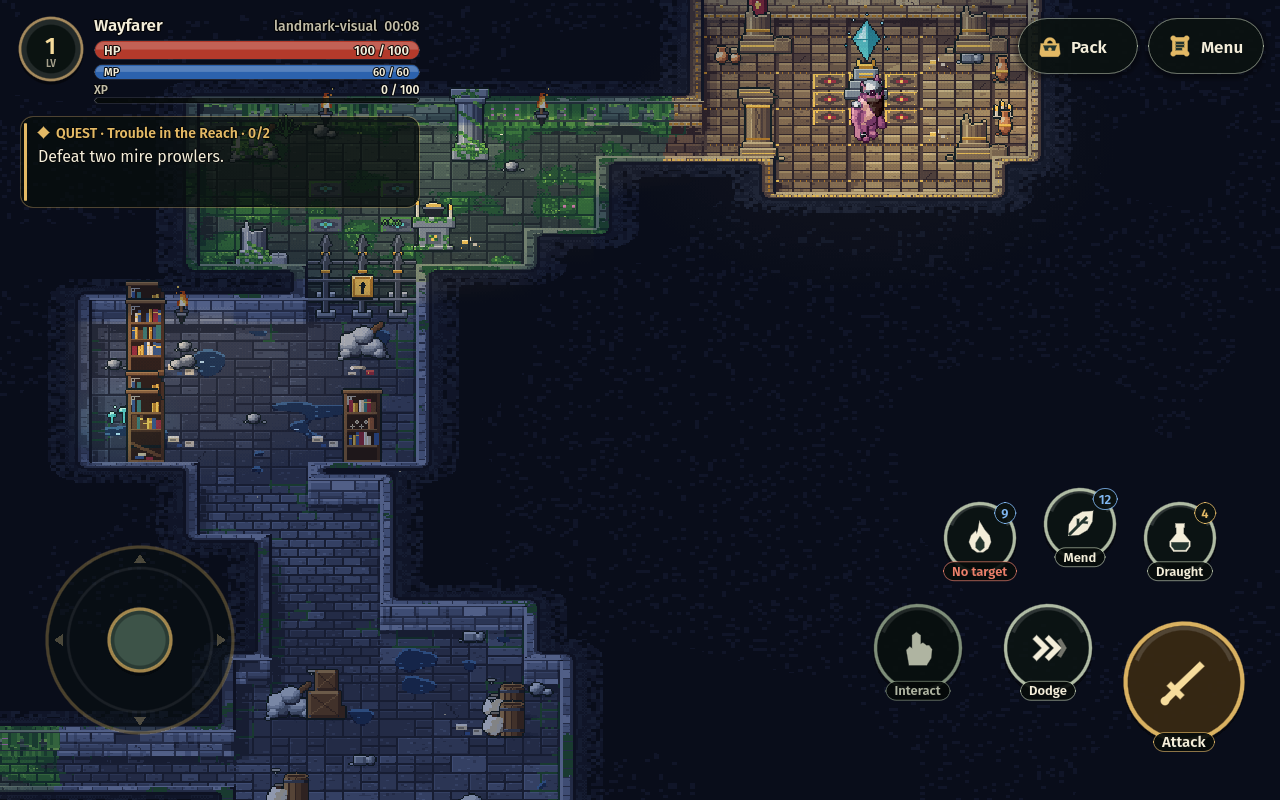 1
LV
Wayfarer
landmark-visual 00:08
HP 100 / 100
MP 60 / 60
XP 0 / 100
QUEST · Trouble in the Reach · 0/2
Defeat two mire prowlers.
Pack
Menu
9
No target
12
Mend
4
Draught
Interact
Dodge
Attack